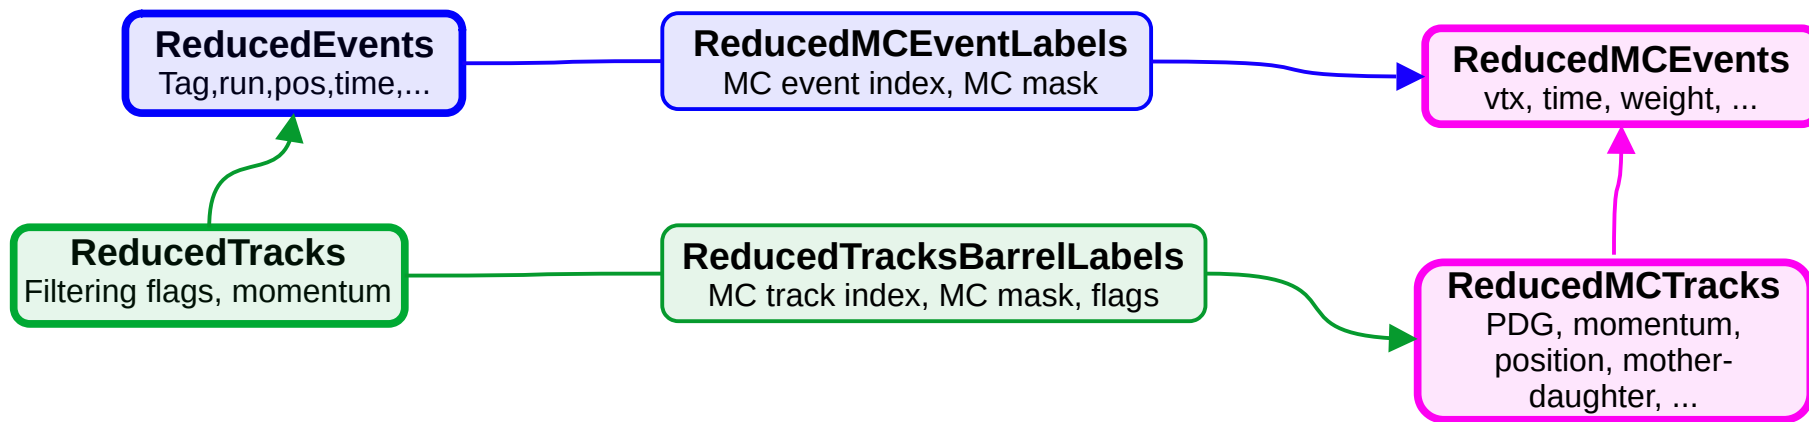 ReducedEvents
Tag,run,pos,time,...
ReducedMCEventLabels
MC event index, MC mask
ReducedMCEvents
vtx, time, weight, ...
ReducedTracks
Filtering flags, momentum
ReducedTracksBarrelLabels
MC track index, MC mask, flags
ReducedMCTracks
PDG, momentum,
position, mother-
daughter, ...